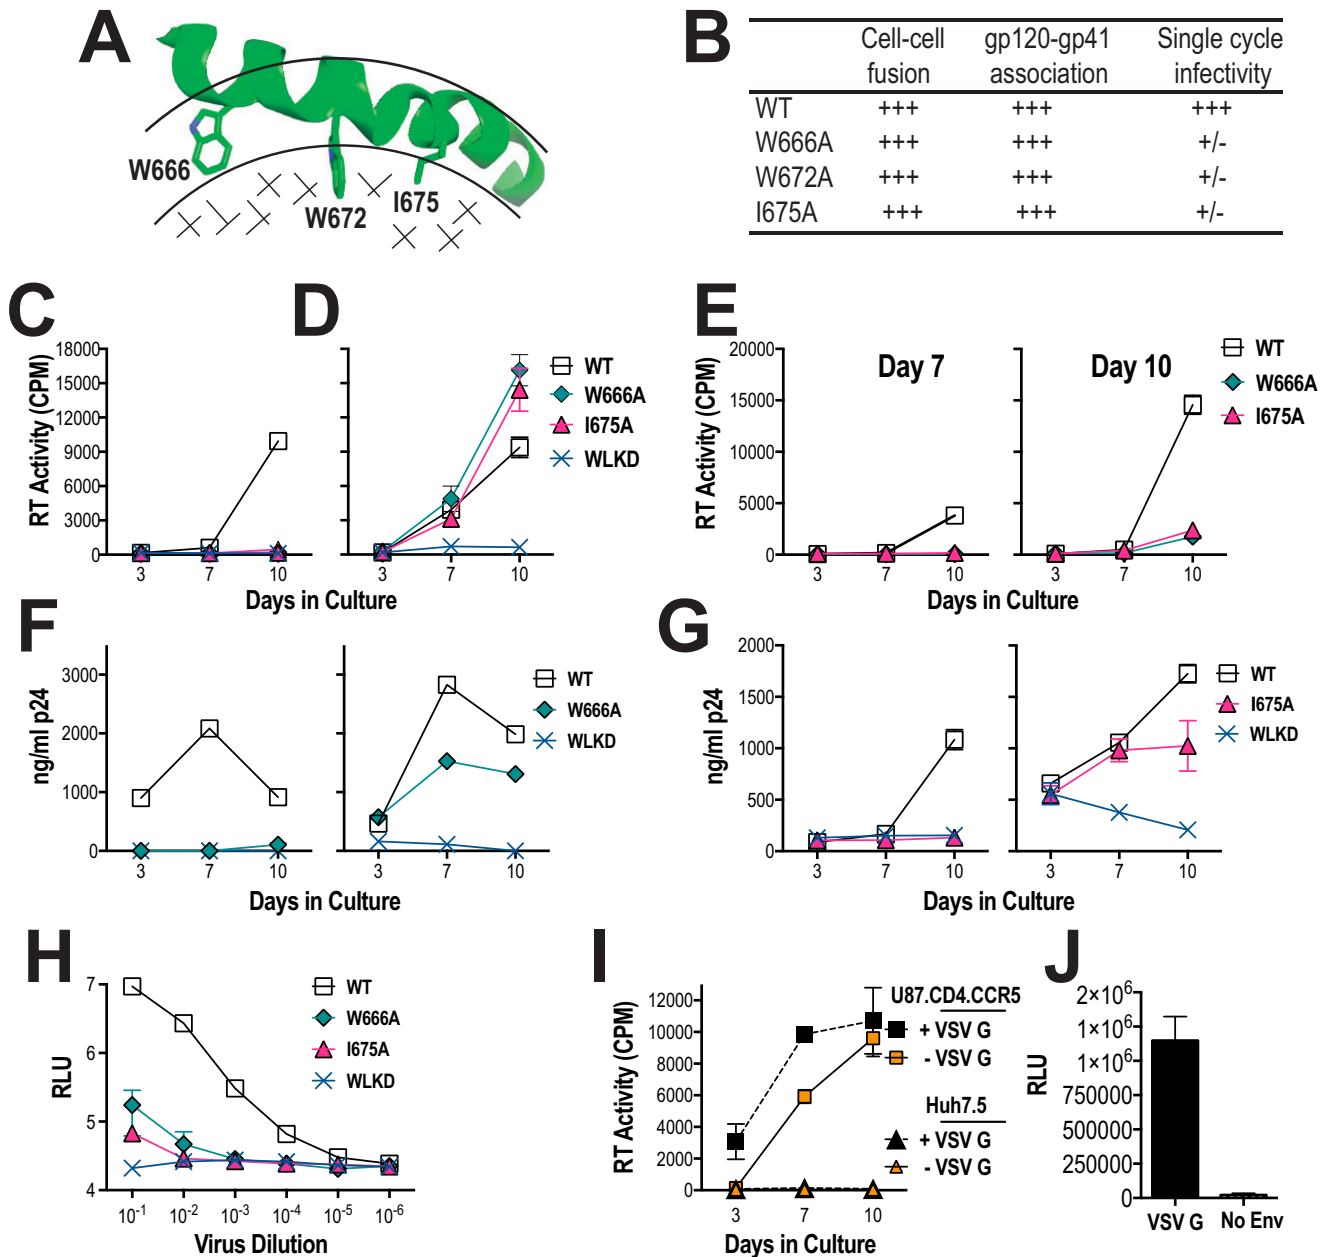 A
W666
W672
I675
B
Cell-cell fusion gp120-gp41 association Single cycle infectivity
WT +++ +++ +++
W666A +++ +++ +/-
W672A +++ +++ +/-
I675A +++ +++ +/-
C
RT Activity (CPM)
18000
15000
12000
9000
6000
3000
0
3 7 10
D
3 7 10
Days in Culture
WT
W666A
I675A
WLKD
E
RT Activity (CPM)
20000
15000
10000
5000
0
Day 7
3 7 10
Day 10
3 7 10
Days in Culture
WT
W666A
I675A
F
ng/ml p24
3000
2000
1000
0
3 7 10
3 7 10
Days in Culture
WT
W666A
WLKD
G
ng/ml p24
2000
1500
1000
500
0
3 7 10
3 7 10
Days in Culture
WT
I675A
WLKD
H
RLU
7
6
5
4
10⁻¹ 10⁻² 10⁻³ 10⁻⁴ 10⁻⁵ 10⁻⁶
Virus Dilution
WT
W666A
I675A
WLKD
I
RT Activity (CPM)
12000
10000
8000
6000
4000
2000
0
3 7 10
Days in Culture
U87.CD4.CCR5
+ VSV G
- VSV G
Huh7.5
+ VSV G
- VSV G
J
RLU
2×10⁶
1×10⁶
1×10⁶
750000
500000
250000
0
VSV G No Env